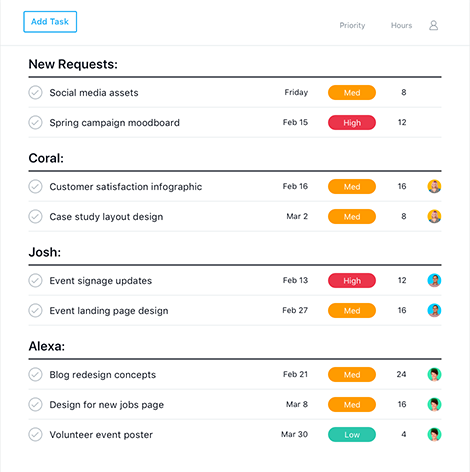 Add Task
Priority Hours
New Requests:
Social media assets Friday Med 8
Spring campaign moodboard Feb 15 High 12
Coral:
Customer satisfaction infographic Feb 16 Med 16
Case study layout design Mar 2 Med 8
Josh:
Event signage updates Feb 13 High 12
Event landing page design Feb 27 Med 16
Alexa:
Blog redesign concepts Feb 21 Med 24
Design for new jobs page Mar 8 Med 16
Volunteer event poster Mar 30 Low 4